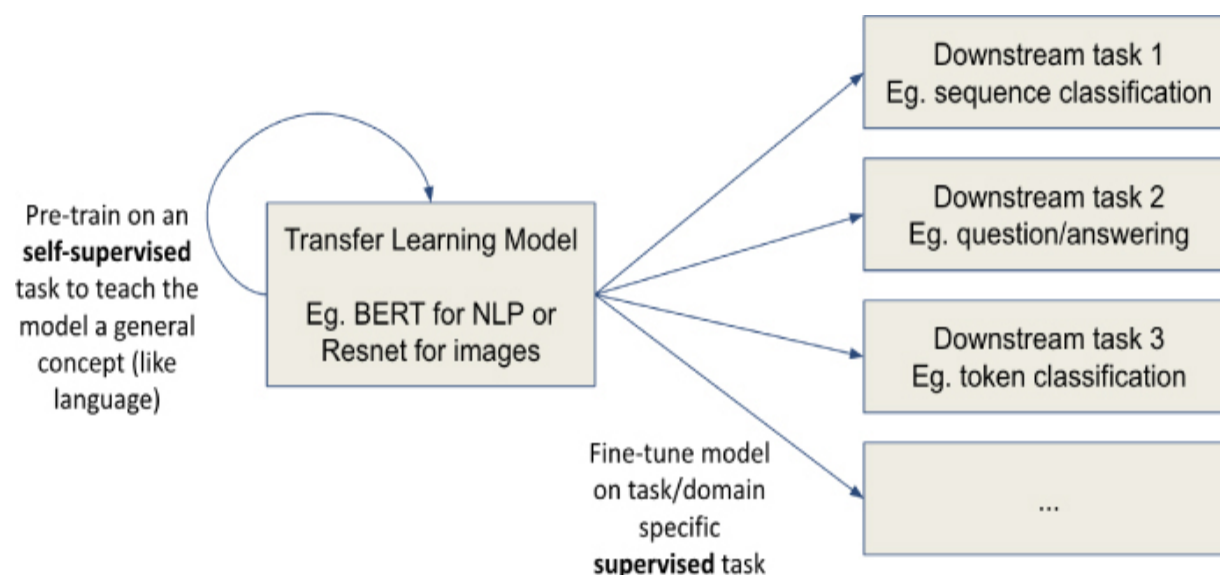 Pre-train on an
self-supervised
task to teach the
model a general
concept (like
language)
Transfer Learning Model
Eg. BERT for NLP or
Resnet for images
Fine-tune model
on task/domain
specific
supervised task
Downstream task 1
Eg. sequence classification
Downstream task 2
Eg. question/answering
Downstream task 3
Eg. token classification
...